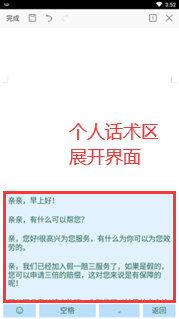 3:52
完成
个人话术区
展开界面
亲亲，早上好！
亲亲，有什么可以帮您？
亲，您好!很高兴为您服务，有什么为你可以为您效
劳的。
亲，我们已经加入假一赔三服务了，如果是假的，
您可以申请三倍的赔偿，这对您来说是有保障的
呢！
空格
返回